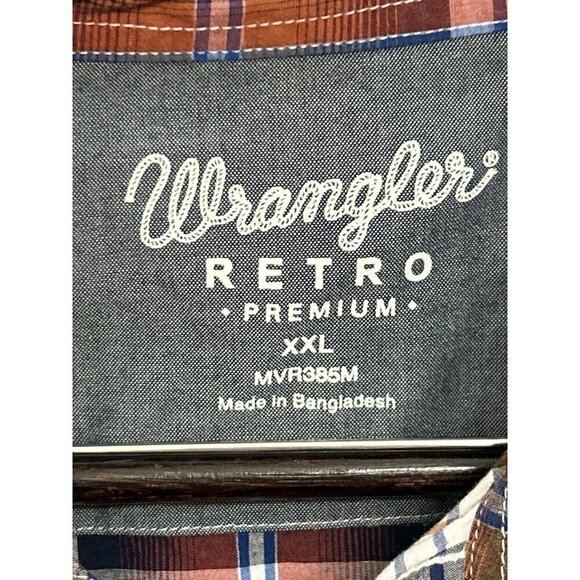 Wrangler®
RETRO
• PREMIUM •
XXL
MVR385M
Made in Bangladesh